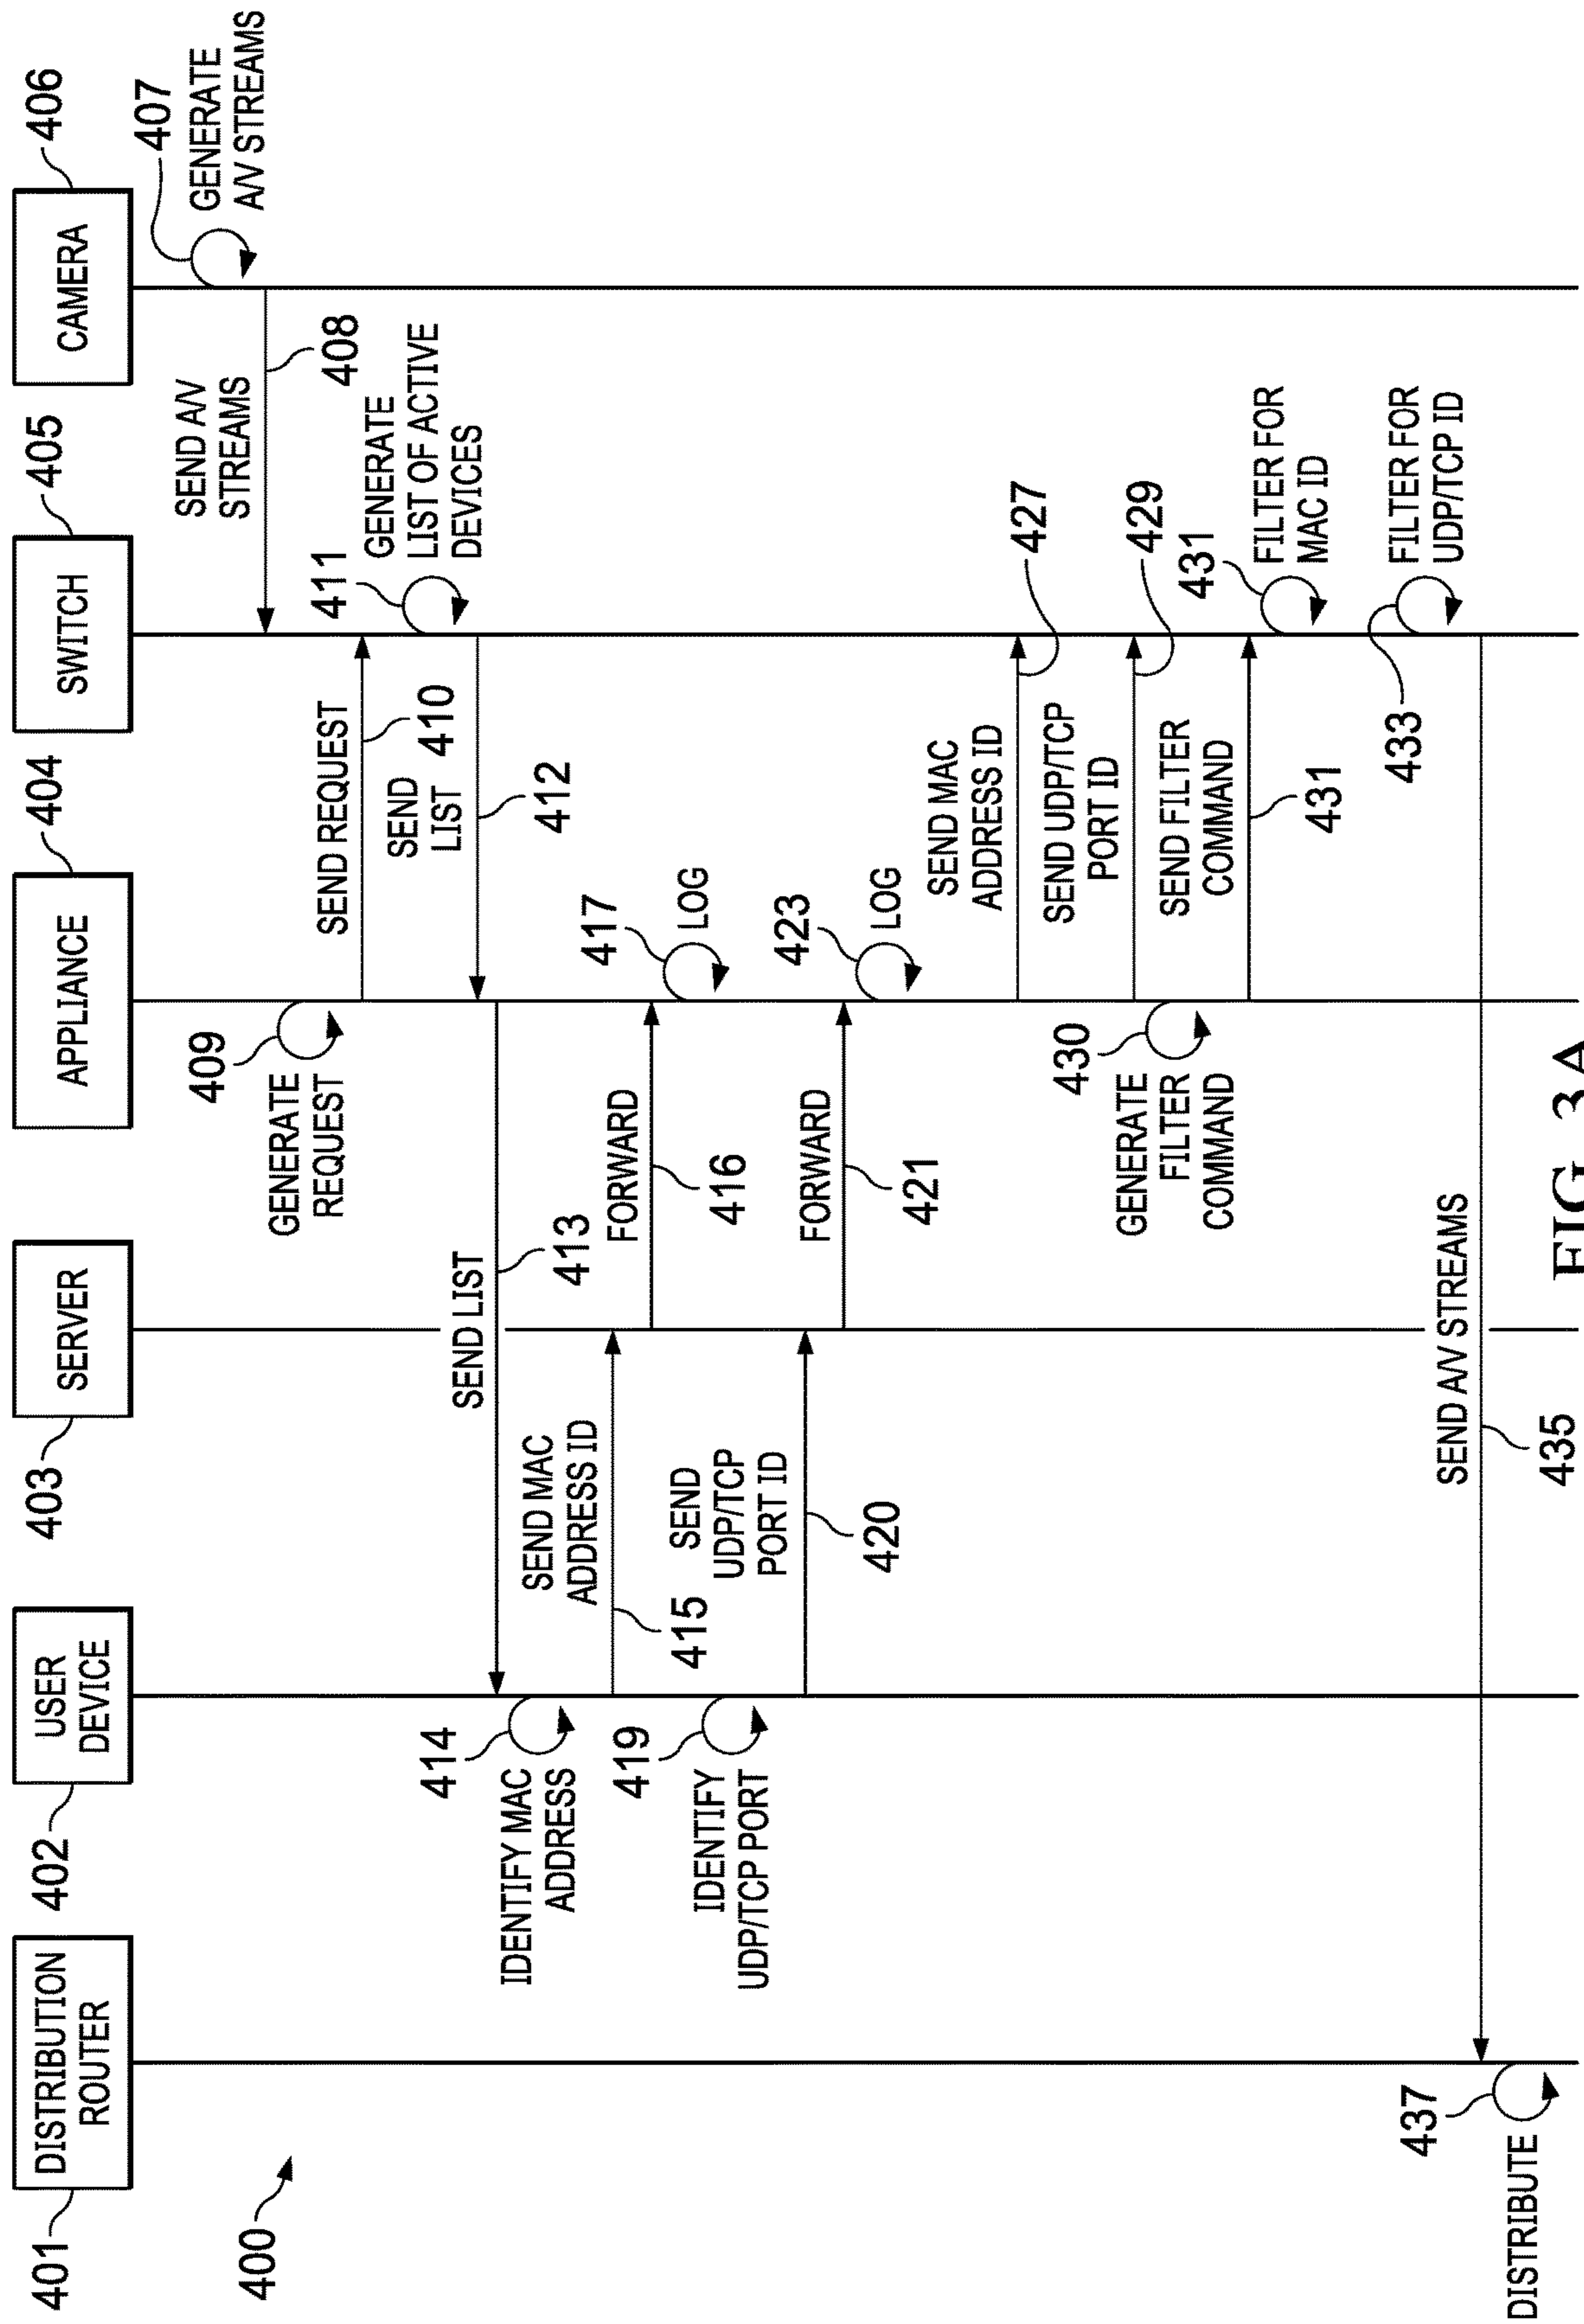 401
DISTRIBUTION
ROUTER
402
USER
DEVICE
403
SERVER
404
APPLIANCE
405
SWITCH
406
CAMERA
400
407
GENERATE
A/V STREAMS
SEND A/V
STREAMS
408
409
GENERATE
REQUEST
SEND REQUEST
410
411
GENERATE
LIST OF ACTIVE
DEVICES
SEND
LIST
412
SEND LIST
413
414
IDENTIFY MAC
ADDRESS
SEND MAC
ADDRESS ID
415
FORWARD
416
417
LOG
419
IDENTIFY
UDP/TCP PORT
SEND
UDP/TCP
PORT ID
420
FORWARD
421
423
LOG
SEND MAC
ADDRESS ID
427
SEND UDP/TCP
PORT ID
429
430
GENERATE
FILTER
COMMAND
SEND FILTER
COMMAND
431
431
FILTER FOR
MAC ID
433
FILTER FOR
UDP/TCP ID
SEND A/V STREAMS
435
437
DISTRIBUTE
FIG. 3A